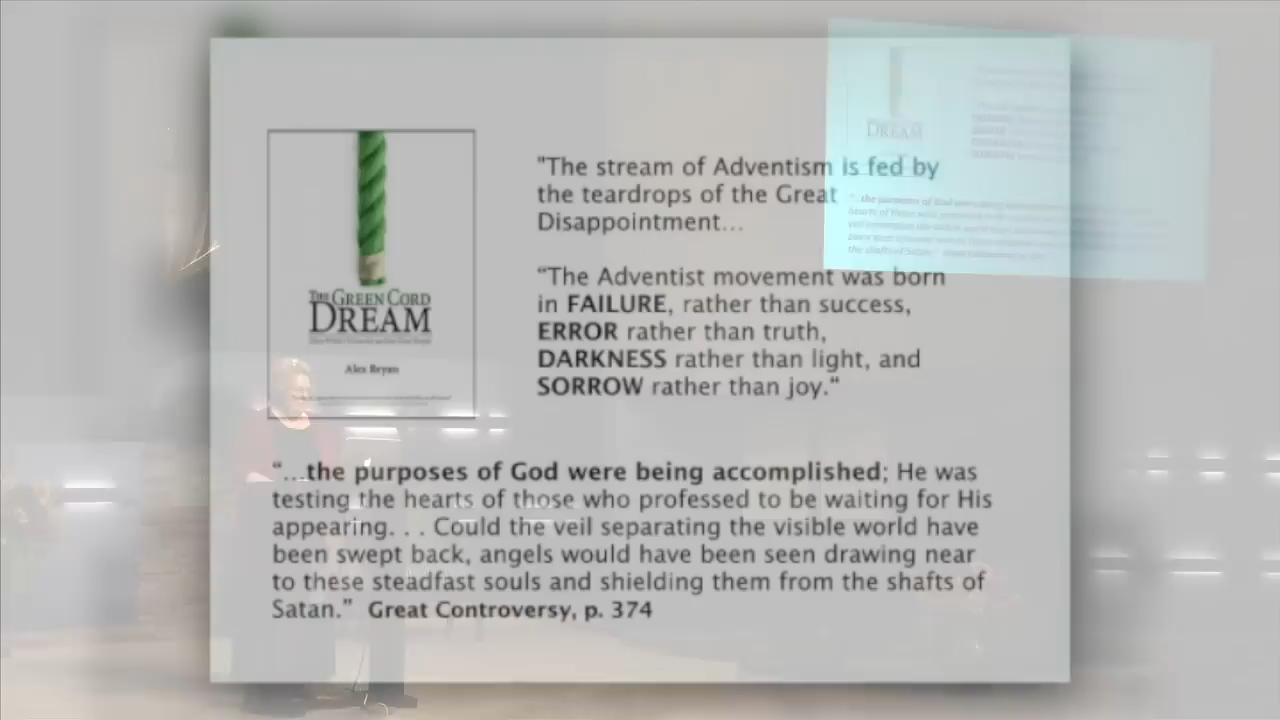 "The stream of Adventism is fed by
the teardrops of the Great
Disappointment…
"The Adventist movement was born
in FAILURE, rather than success,
ERROR rather than truth,
DARKNESS rather than light, and
SORROW rather than joy."
THE GREEN CORD
DREAM
Alex Bryan
"…the purposes of God were being accomplished; He was
testing the hearts of those who professed to be waiting for His
appearing. . . Could the veil separating the visible world have
been swept back, angels would have been seen drawing near
to these steadfast souls and shielding them from the shafts of
Satan." Great Controversy, p. 374
DREAM